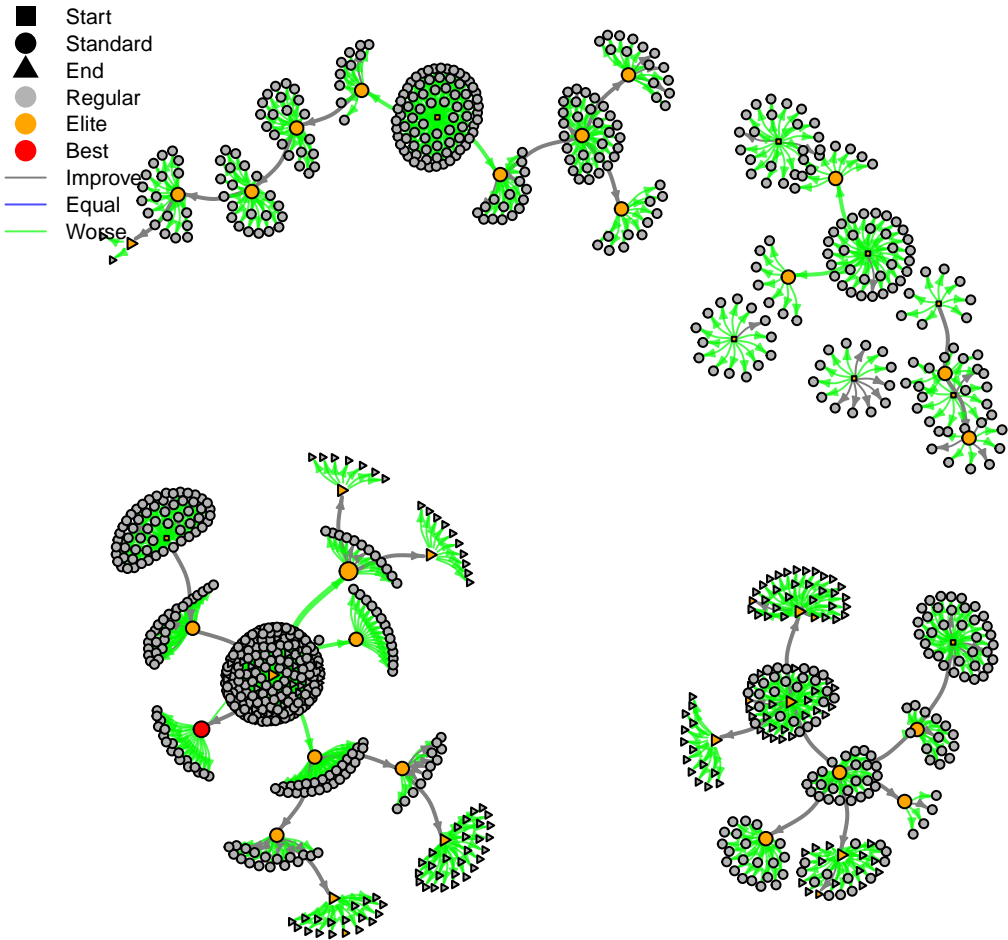 Start
Standard
End
Regular
Elite
Best
Improve
Equal
Worse